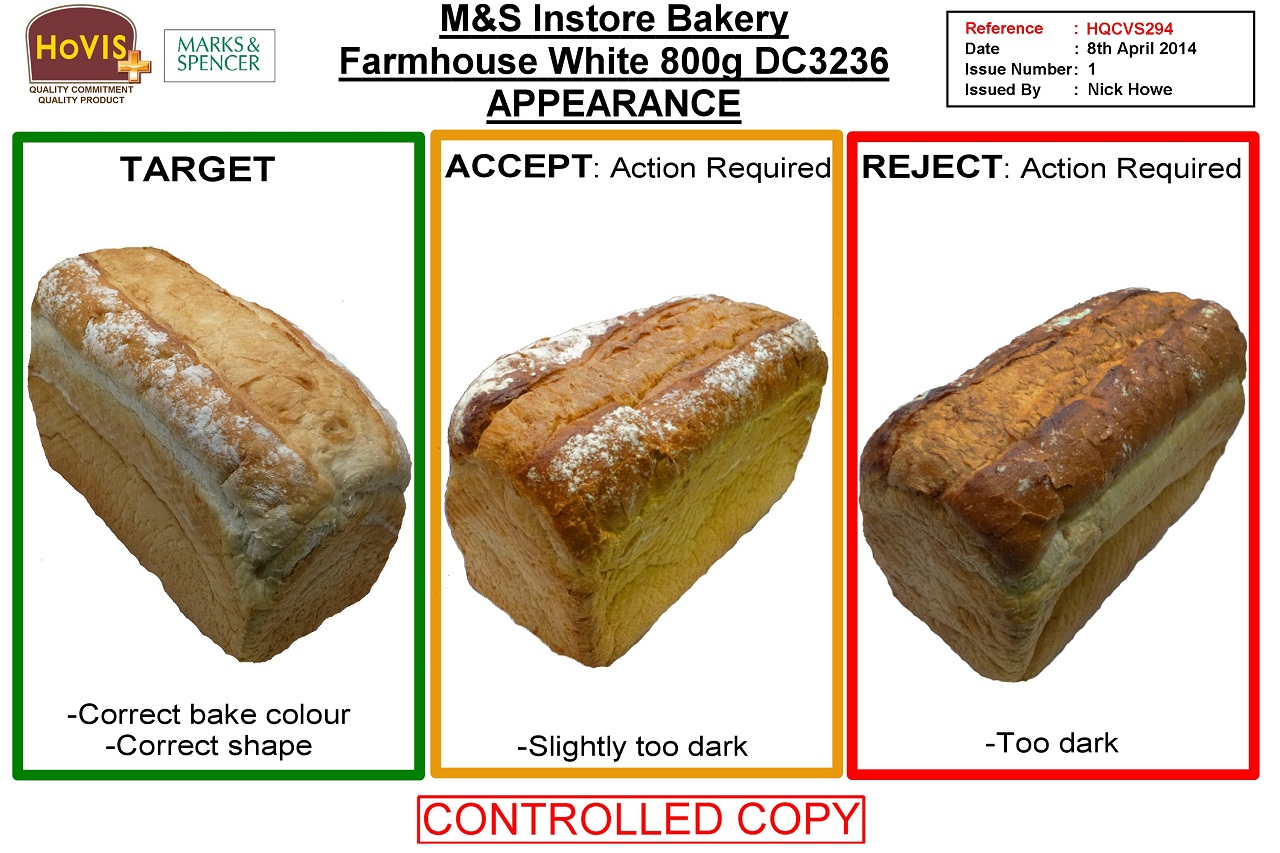 HOVIS
QUALITY COMMITMENT
QUALITY PRODUCT
MARKS &
SPENCER
M&S Instore Bakery
Farmhouse White 800g DC3236
APPEARANCE
Reference : HQCVS294
Date : 8th April 2014
Issue Number: 1
Issued By : Nick Howe
TARGET
-Correct bake colour
-Correct shape
ACCEPT: Action Required
-Slightly too dark
REJECT: Action Required
-Too dark
CONTROLLED COPY